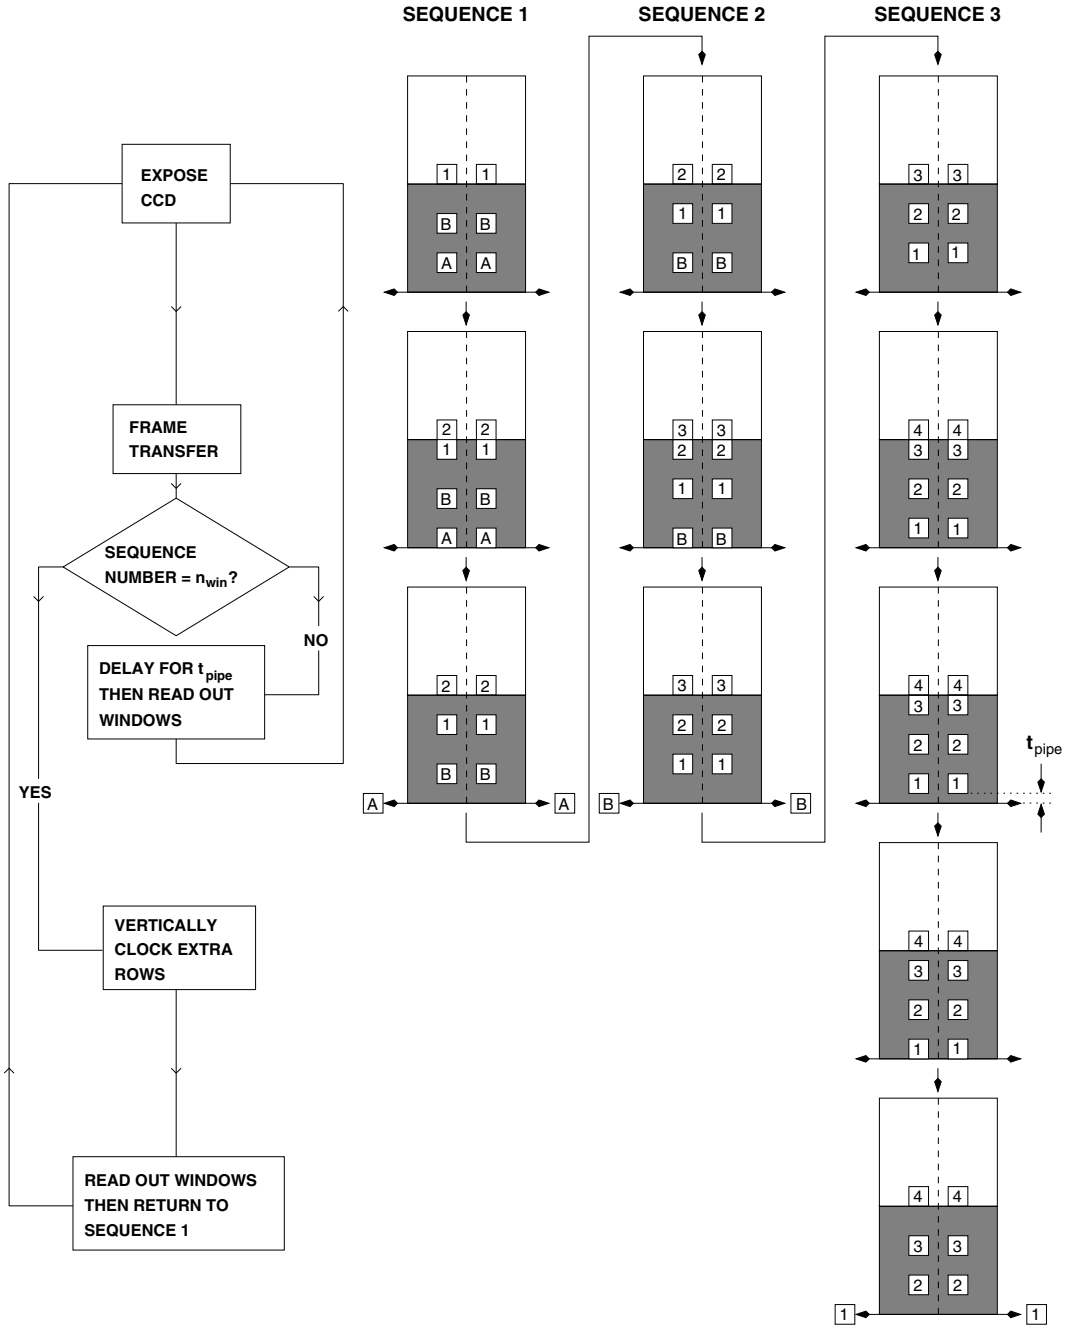 SEQUENCE 1 SEQUENCE 2 SEQUENCE 3
EXPOSE
CCD
FRAME
TRANSFER
SEQUENCE
NUMBER = nwin?
NO
DELAY FOR tpipe
THEN READ OUT
WINDOWS
YES
VERTICALLY
CLOCK EXTRA
ROWS
READ OUT WINDOWS
THEN RETURN TO
SEQUENCE 1
1 1
B B
A A
2 2
1 1
B B
A A
2 2
1 1
B B
A A
2 2
1 1
B B
3 3
2 2
1 1
B B
3 3
2 2
1 1
B B
3 3
2 2
1 1
4 4
3 3
2 2
1 1
4 4
3 3
2 2
1 1
tpipe
4 4
3 3
2 2
1 1
4 4
3 3
2 2
1 1